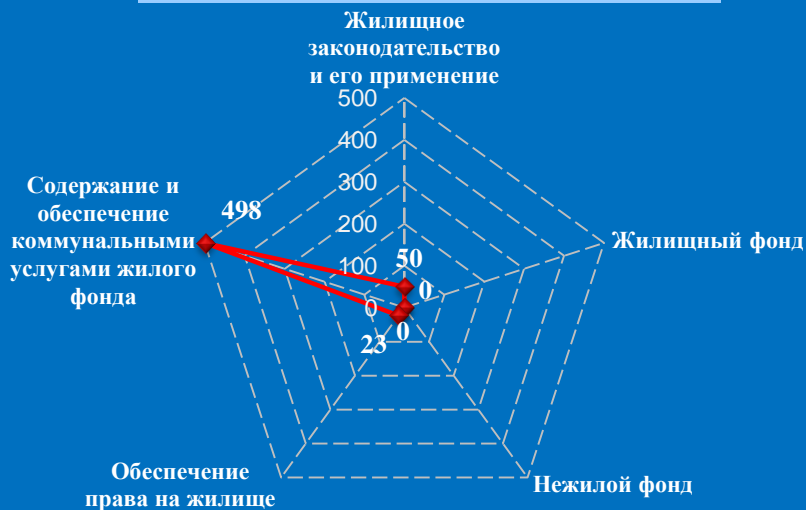 Жилищное
законодательство
и его применение
500
400
300
200
100
0
50
0
0
23
498
Содержание и
обеспечение
коммунальными
услугами жилого
фонда
Жилищный фонд
Обеспечение
права на жилище
Нежилой фонд